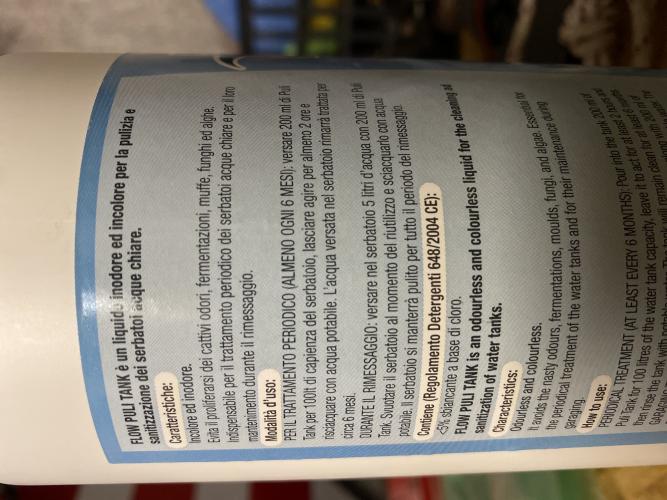 FLOW PULI TANK è un liquido inodore ed incolore per la pulizia e
sanitizzazione dei serbatoi acque chiare.
Caratteristiche:
Incolore ed inodore.
Evita il proliferarsi dei cattivi odori, fermentazioni, muffe, funghi ed alghe.
Indispensabile per il trattamento periodico dei serbatoi acque chiare e per il loro
mantenimento durante il rimessaggio.
Modalità d'uso:
PER IL TRATTAMENTO PERIODICO (ALMENO OGNI 6 MESI): versare 200 ml di Puli
Tank per 100lt di capienza del serbatoio, lasciare agire per almeno 2 ore e
risciacquare con acqua potabile. L'acqua versata nel serbatoio rimarrà trattata per
circa 6 mesi.
DURANTE IL RIMESSAGGIO: versare nel serbatoio 5 litri d'acqua con 200 ml di Puli
Tank. Svuotare il serbatoio al momento del riutilizzo e sciacquarlo con acqua
potabile. Il serbatoio si manterrà pulito per tutto il periodo del rimessaggio.
Contiene (Regolamento Detergenti 648/2004 CE):
<5% sbiancante a base di cloro.
FLOW PULI TANK is an odourless and colourless liquid for the cleaning and
sanitization of water tanks.
Characteristics:
Odourless and colourless.
It avoids the nasty odours, fermentations, moulds, fungi, and algae. Essential for
the periodical treatment of the water tanks and for their maintenance during
garaging.
How to use:
PERIODICAL TREATMENT (AT LEAST EVERY 6 MONTHS): Pour into the tank 200 ml of
Puli Tank for 100 litres of the water tank capacity, leave it to act for at least 2 hours and
then rinse the tank with